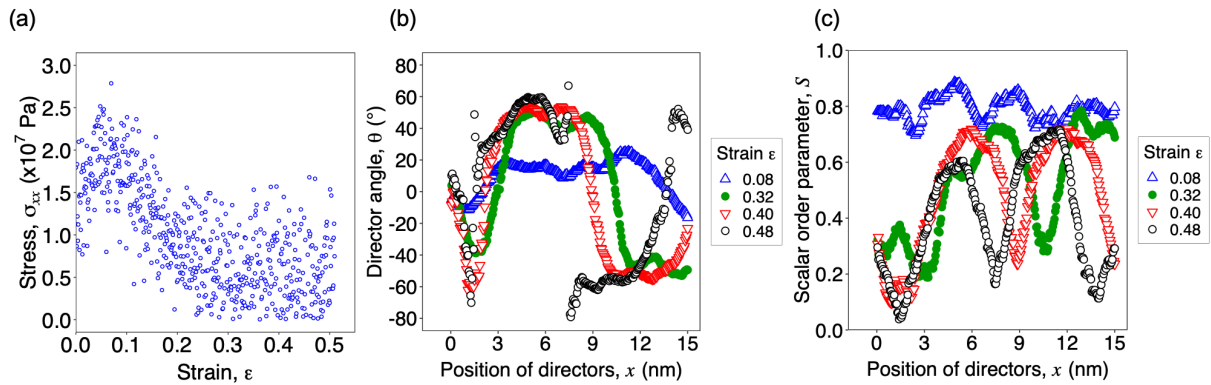 (a)
Stress, σxx (x10⁷ Pa)
3.0
2.5
2.0
1.5
1.0
0.5
0.0
0.0 0.1 0.2 0.3 0.4 0.5
Strain, ε
(b)
Director angle, θ (°)
80
60
40
20
0
-20
-40
-60
-80
0 3 6 9 12 15
Position of directors, x (nm)
Strain ε
0.08
0.32
0.40
0.48
(c)
Scalar order parameter, S
1.0
0.8
0.6
0.4
0.2
0.0
0 3 6 9 12 15
Position of directors, x (nm)
Strain ε
0.08
0.32
0.40
0.48